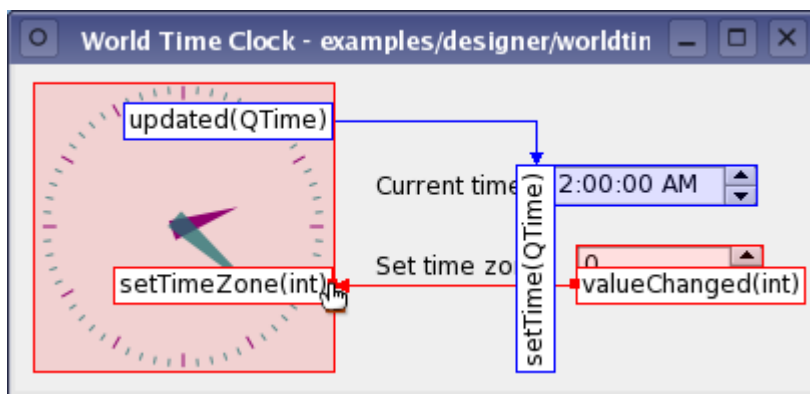 World Time Clock - examples/designer/worldtin
updated(QTime)
Current time
2:00:00 AM
setTime(QTime)
Set time zo
0
setTimeZone(int)
valueChanged(int)